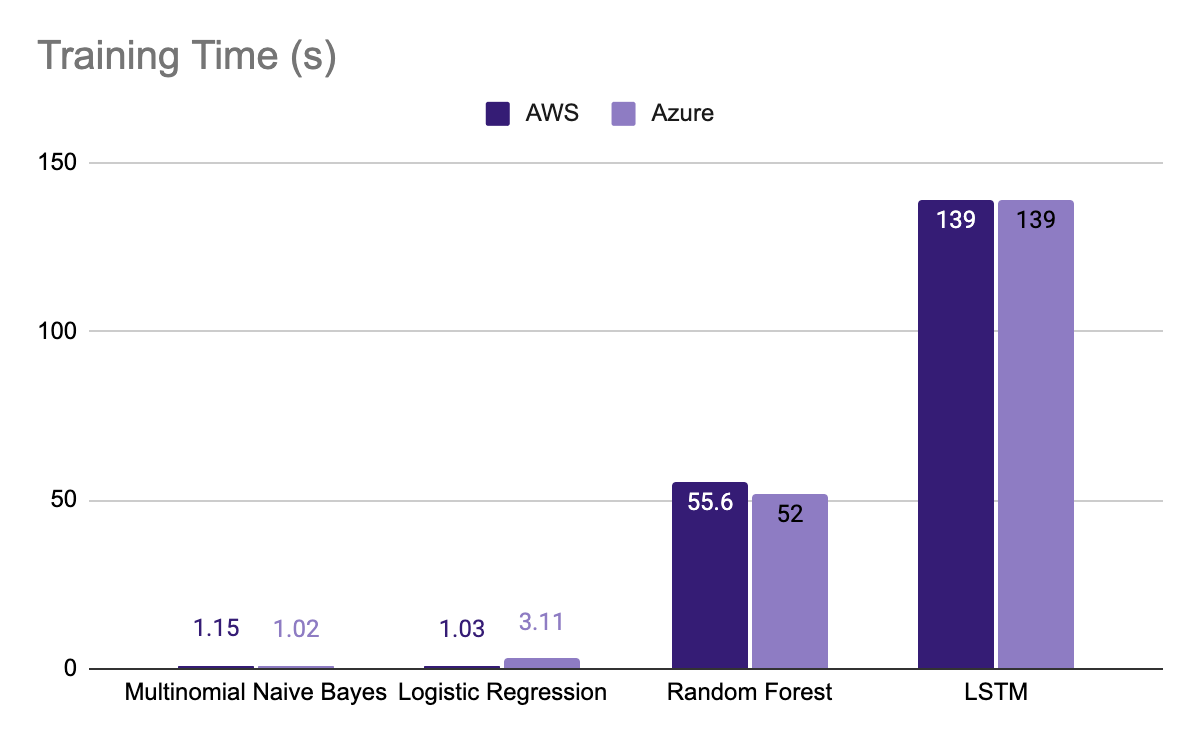 Training Time (s)
AWS Azure
150
100
50
0
1.15 1.02 1.03 3.11 55.6 52 139 139
Multinomial Naive Bayes Logistic Regression Random Forest LSTM